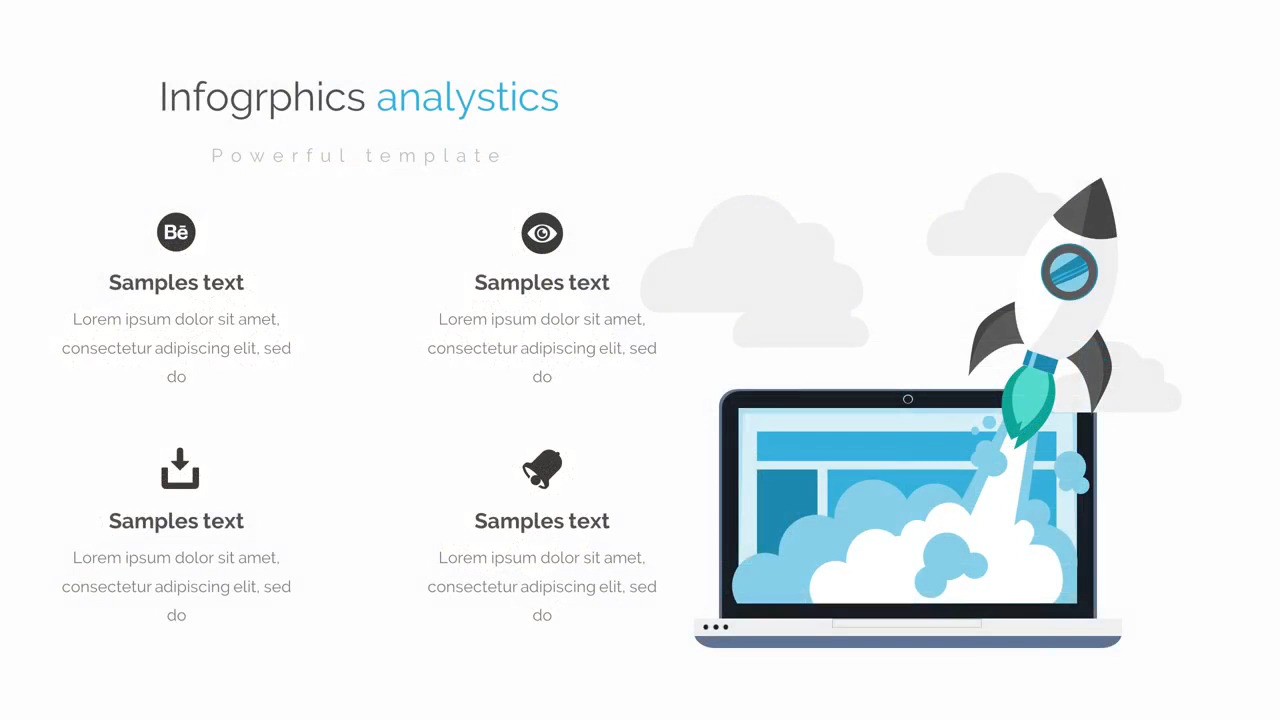 Infogrphics analystics
Powerful template
Bē
Samples text
Lorem ipsum dolor sit amet,
consectetur adipiscing elit, sed
do
Samples text
Lorem ipsum dolor sit amet,
consectetur adipiscing elit, sed
do
Samples text
Lorem ipsum dolor sit amet,
consectetur adipiscing elit, sed
do
Samples text
Lorem ipsum dolor sit amet,
consectetur adipiscing elit, sed
do